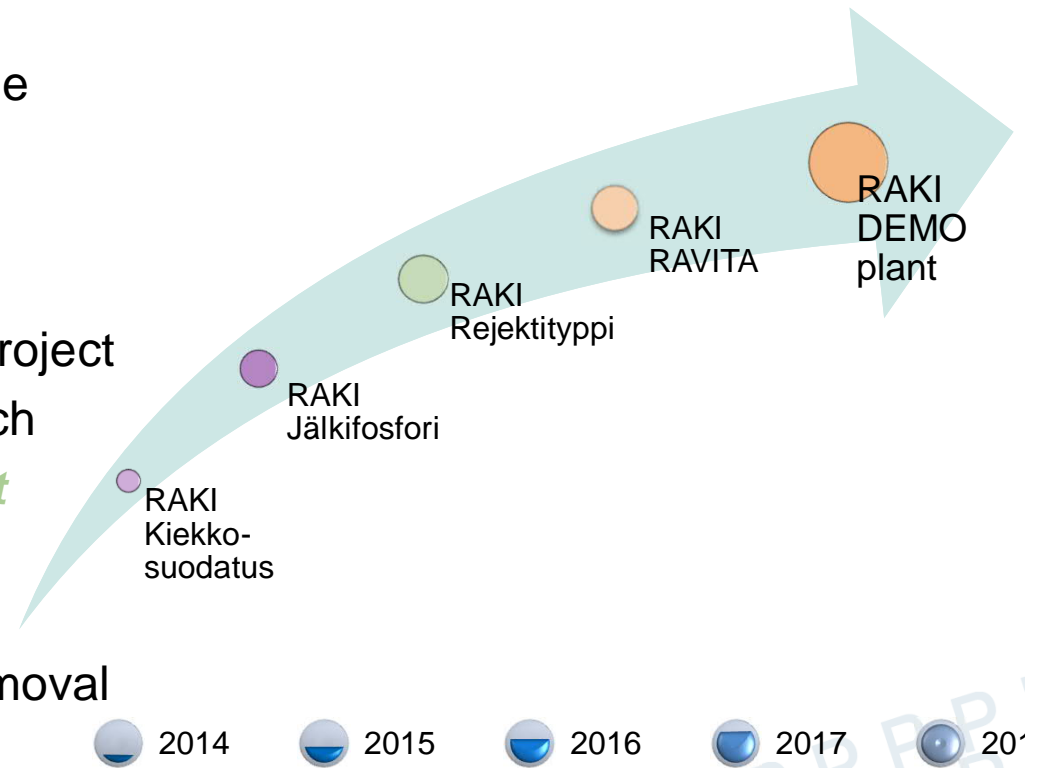 e
RAKI
DEMO
plant
RAKI
RAVITA
RAKI
Rejektityppi
roject
RAKI
Jälkifosfori
ch
t
RAKI
Kiekko-
suodatus
moval
2014
2015
2016
2017
P P P P